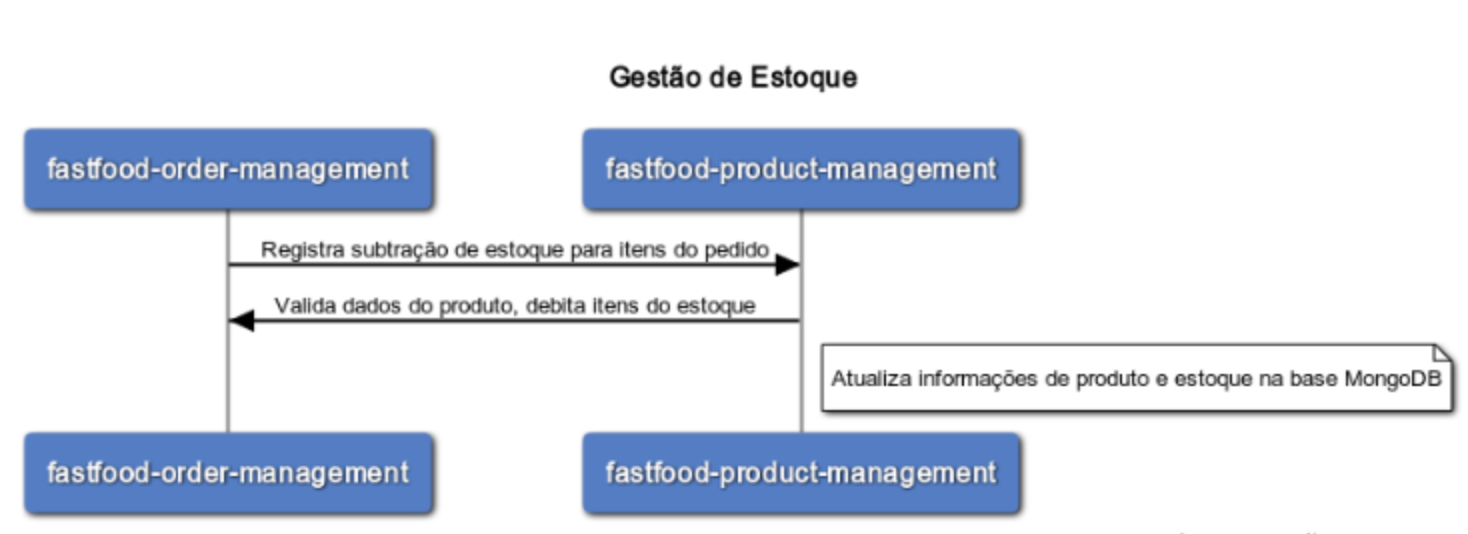 Gestão de Estoque
fastfood-order-management
fastfood-product-management
Registra subtração de estoque para itens do pedido
Valida dados do produto, debita itens do estoque
Atualiza informações de produto e estoque na base MongoDB
fastfood-order-management
fastfood-product-management